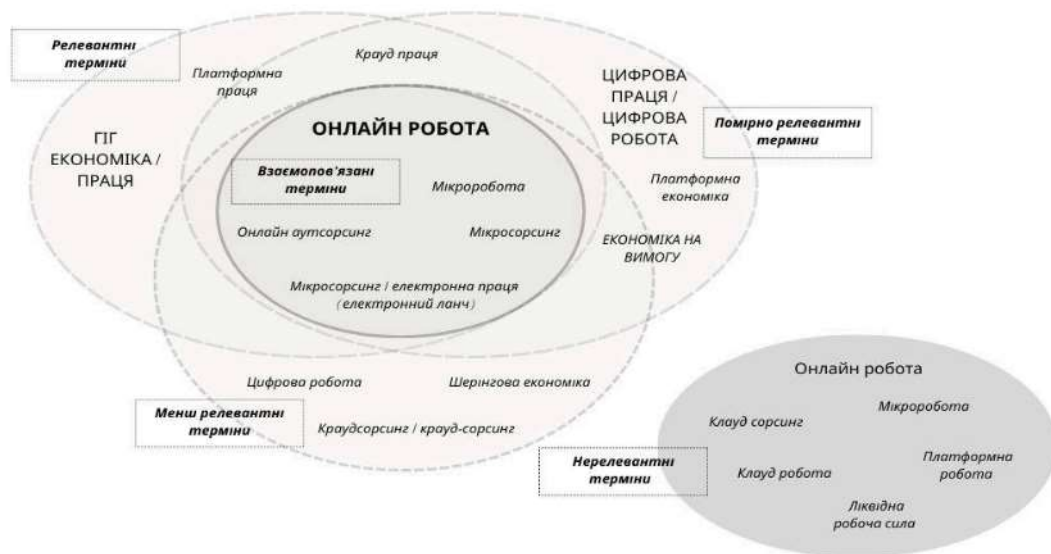 Релевантні
терміни
Платформна
праця
Крауд праця
ГІГ
ЕКОНОМІКА /
ПРАЦЯ
ОНЛАЙН РОБОТА
ЦИФРОВА
ПРАЦЯ /
ЦИФРОВА
РОБОТА
Помірно релевантні
терміни
Взаємопов'язані
терміни
Мікроробота
Платформна
економіка
Онлайн аутсорсинг
Мікросорсинг
ЕКОНОМІКА НА
ВИМОГУ
Мікросорсинг / електронна праця
(електронний ланч)
Цифрова робота
Шерінгова економіка
Менш релевантні
терміни
Краудсорсинг / крауд-сорсинг
Онлайн робота
Мікроробота
Клауд сорсинг
Нерелевантні
терміни
Клауд робота
Платформна
робота
Ліквідна
робоча сила